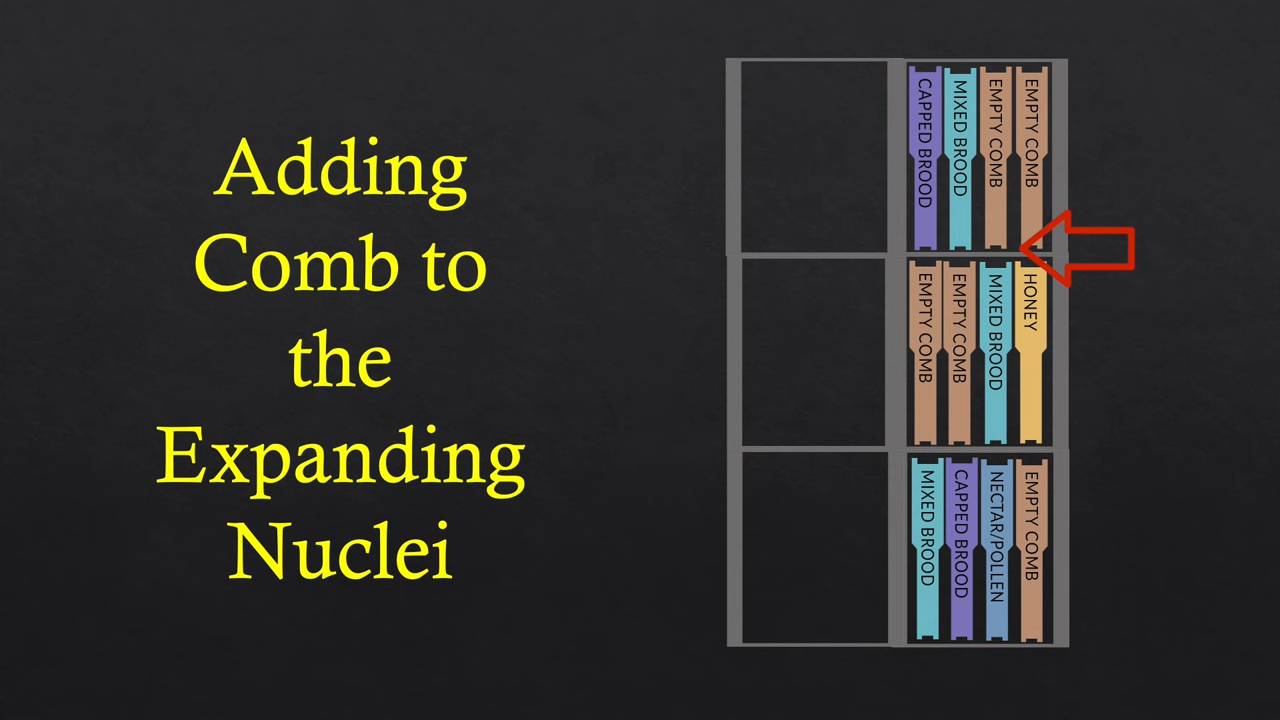 Adding
Comb to
the
Expanding
Nuclei
CAPPED BROOD
MIXED BROOD
EMPTY COMB
EMPTY COMB
EMPTY COMB
EMPTY COMB
MIXED BROOD
HONEY
MIXED BROOD
CAPPED BROOD
NECTAR/POLLEN
EMPTY COMB